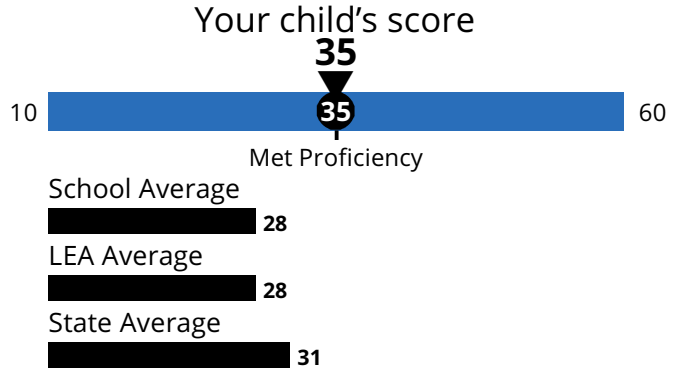 Your child's score
35
10 35 60
Met Proficiency
School Average
28
LEA Average
28
State Average
31